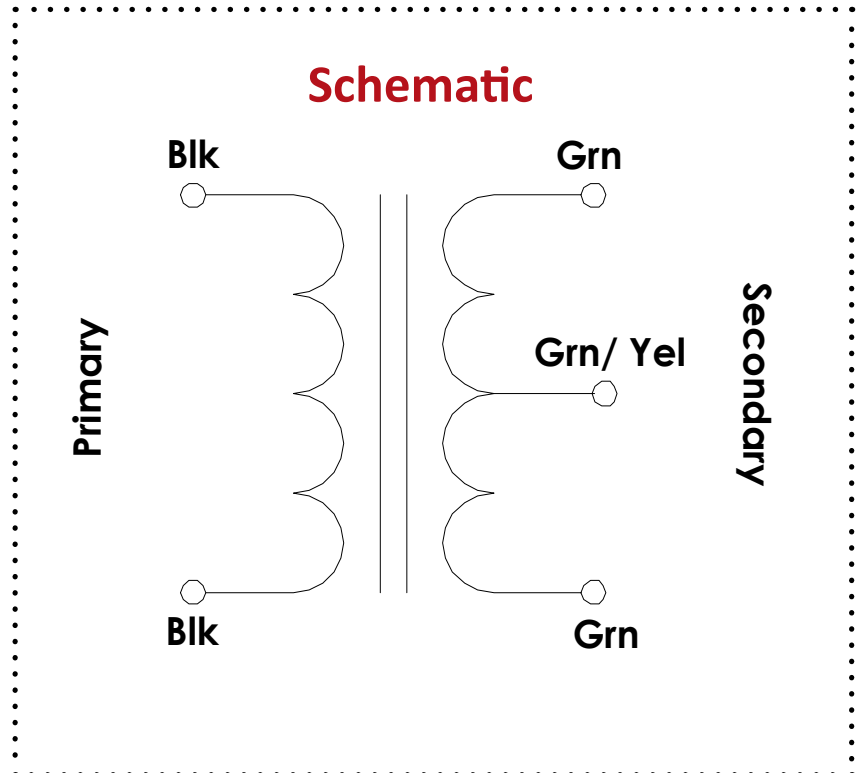 Schematic
Blk
Grn
Primary
Grn/ Yel
Secondary
Blk
Grn